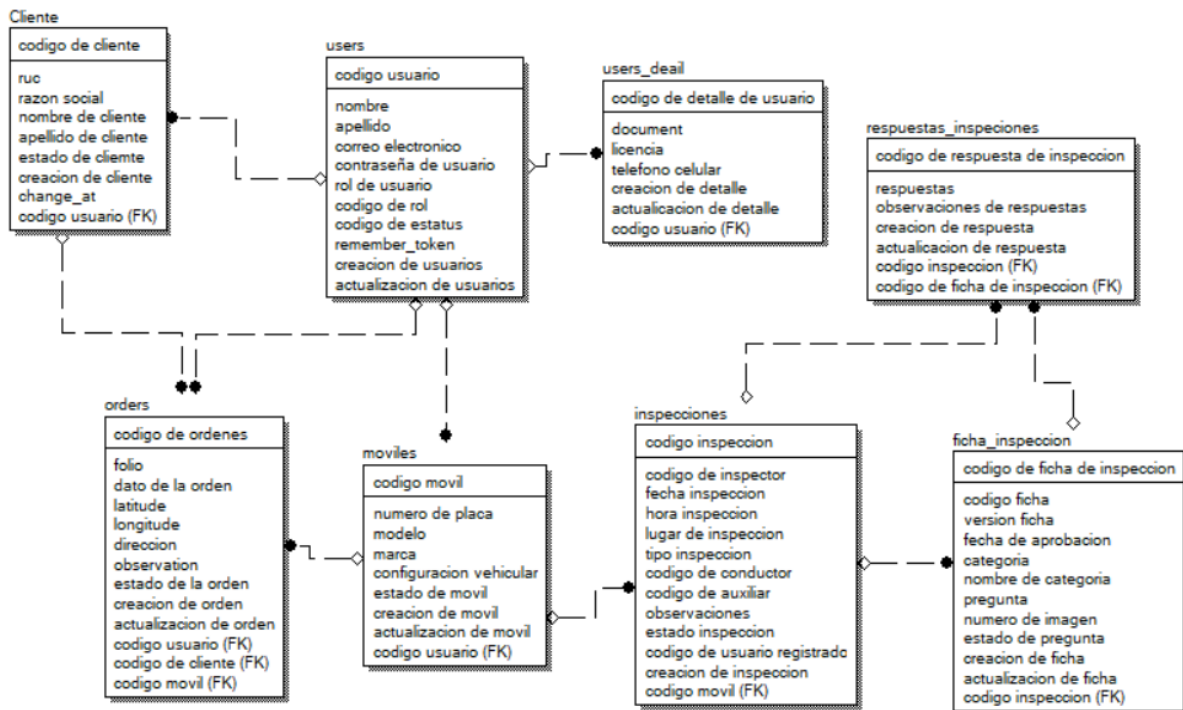 Cliente
codigo de cliente
ruc
razon social
nombre de cliente
apellido de cliente
estado de cliemte
creacion de cliente
change_at
codigo usuario (FK)
users
codigo usuario
nombre
apellido
correo electronico
contraseña de usuario
rol de usuario
codigo de rol
codigo de estatus
remember_token
creacion de usuarios
actualizacion de usuarios
users_deail
codigo de detalle de usuario
document
licencia
telefono celular
creacion de detalle
actualicacion de detalle
codigo usuario (FK)
respuestas_inspeciones
codigo de respuesta de inspeccion
respuestas
observaciones de respuestas
creacion de respuesta
actualicacion de respuesta
codigo inspeccion (FK)
codigo de ficha de inspeccion (FK)
orders
codigo de ordenes
folio
dato de la orden
latitude
longitude
direccion
observation
estado de la orden
creacion de orden
actualizacion de orden
codigo usuario (FK)
codigo de cliente (FK)
codigo movil (FK)
moviles
codigo movil
numero de placa
modelo
marca
configuracion vehicular
estado de movil
creacion de movil
actualizacion de movil
codigo usuario (FK)
inspecciones
codigo inspeccion
codigo de inspector
fecha inspeccion
hora inspeccion
lugar de inspeccion
tipo inspeccion
codigo de conductor
codigo de auxiliar
observaciones
estado inspeccion
codigo de usuario registrado
creacion de inspeccion
codigo movil (FK)
ficha_inspeccion
codigo de ficha de inspeccion
codigo ficha
version ficha
fecha de aprobacion
categoria
nombre de categoria
pregunta
numero de imagen
estado de pregunta
creacion de ficha
actualizacion de ficha
codigo inspeccion (FK)